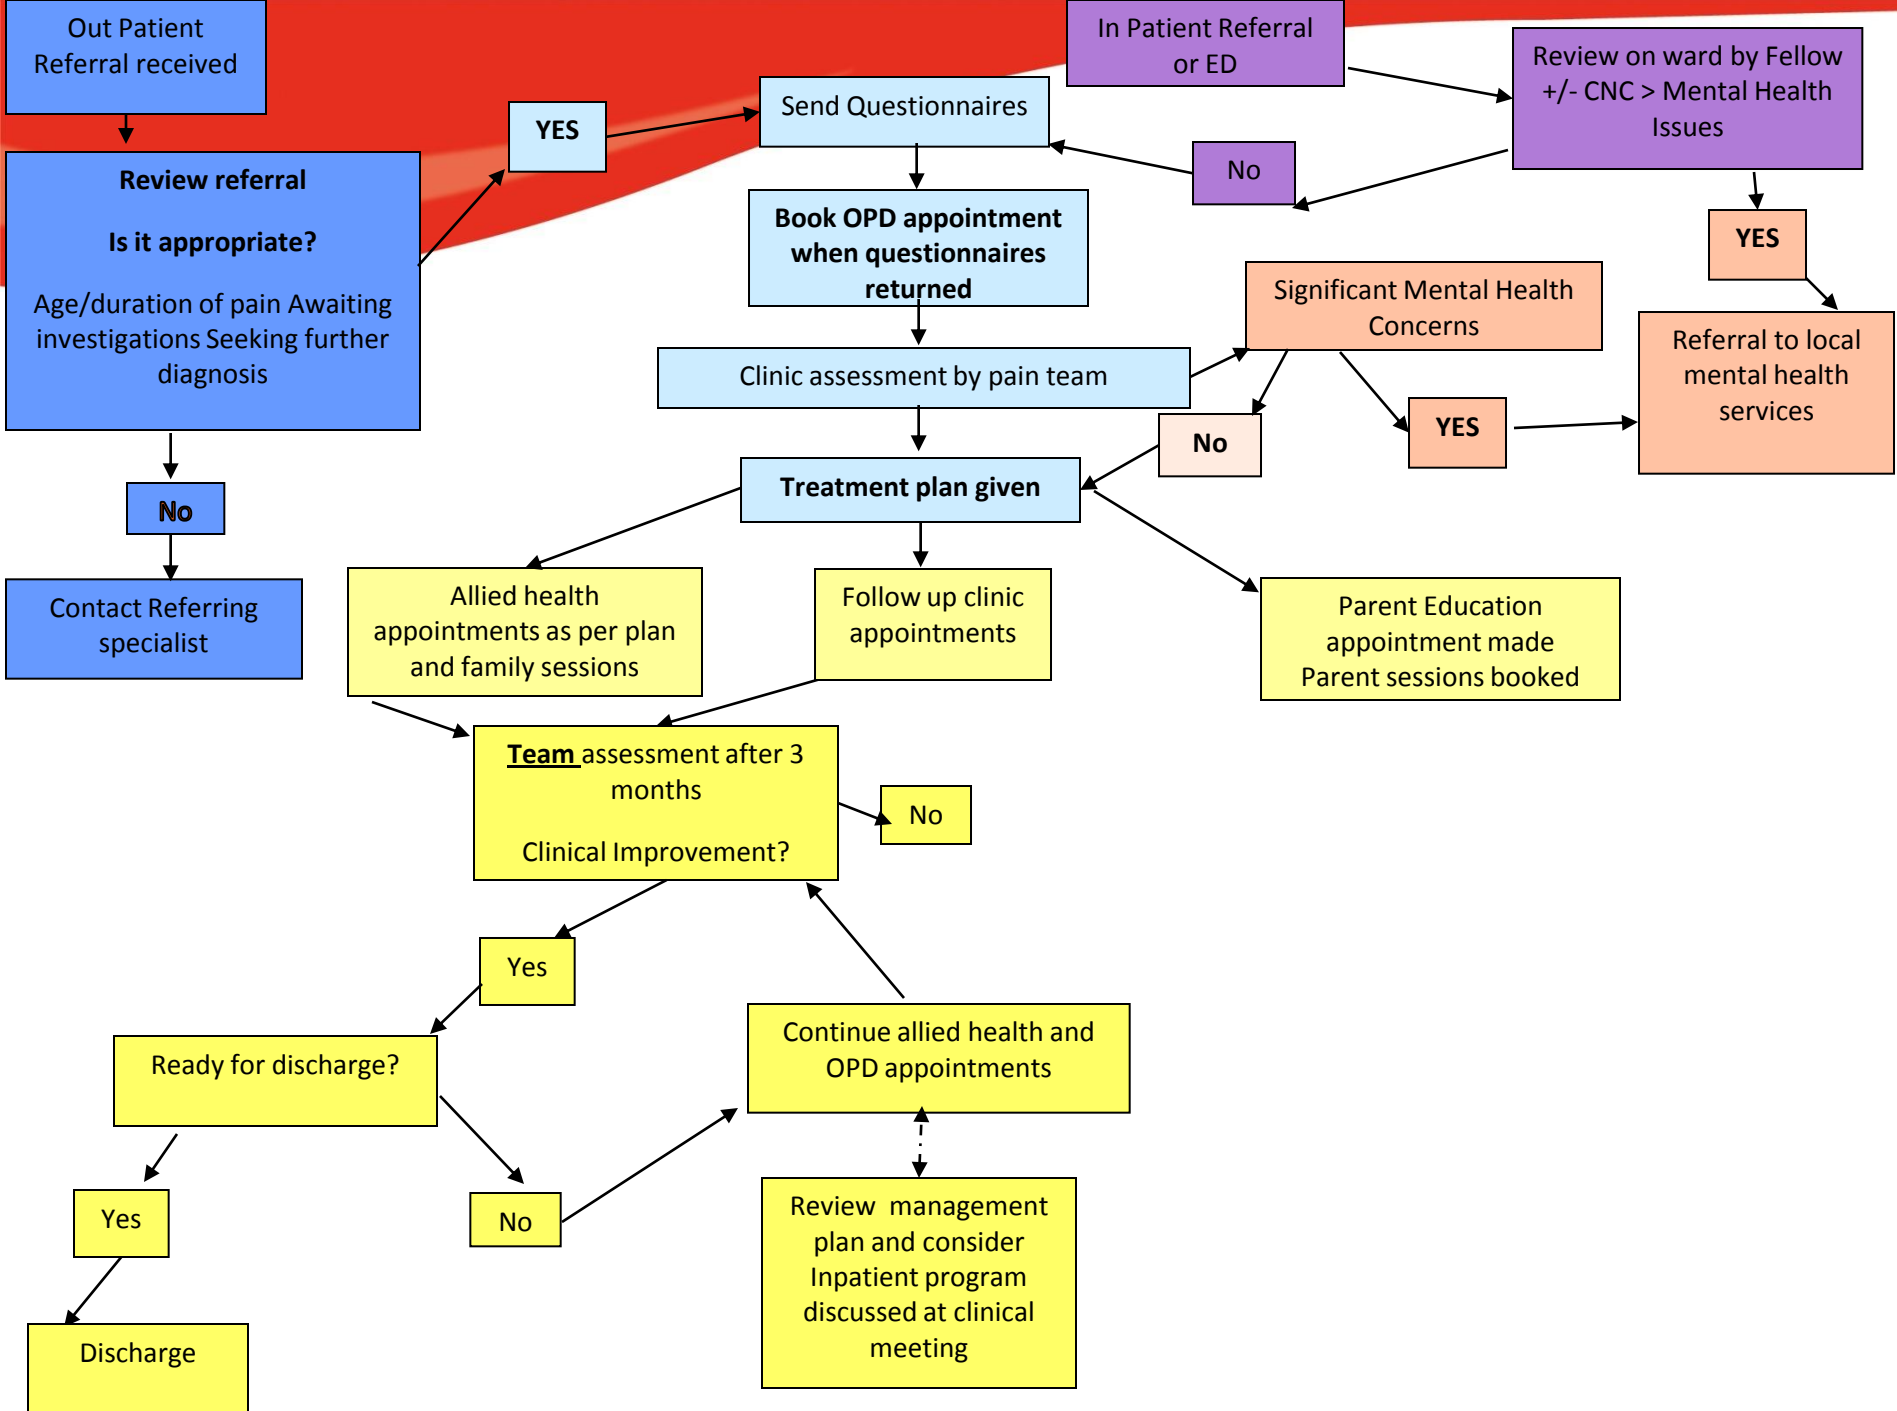 Out Patient
Referral received
In Patient Referral
or ED
Review on ward by Fellow
+/- CNC > Mental Health
Issues
YES
Send Questionnaires
No
Review referral
Is it appropriate?
Age/duration of pain Awaiting
investigations Seeking further
diagnosis
Book OPD appointment
when questionnaires
returned
YES
Significant Mental Health
Concerns
Referral to local
mental health
services
Clinic assessment by pain team
No
YES
Treatment plan given
No
Contact Referring
specialist
Allied health
appointments as per plan
and family sessions
Follow up clinic
appointments
Parent Education
appointment made
Parent sessions booked
Team assessment after 3
months
Clinical Improvement?
No
Yes
Ready for discharge?
Continue allied health and
OPD appointments
Yes
No
Review management
plan and consider
Inpatient program
discussed at clinical
meeting
Discharge